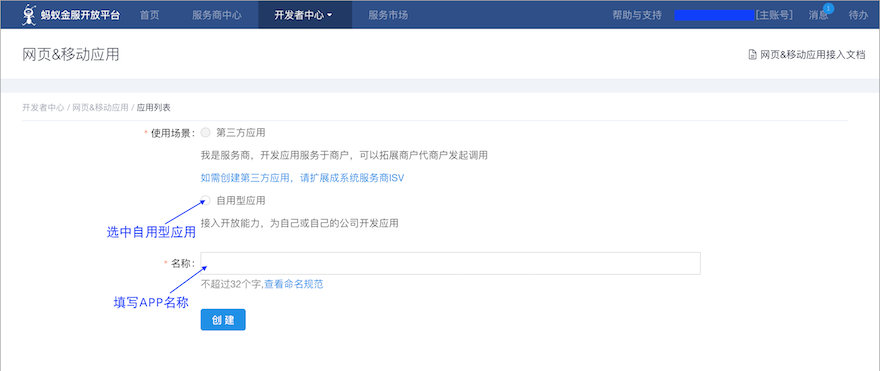 蚂蚁金服开放平台 首页 服务商中心 开发者中心 服务市场 帮助与支持 [主账号] 消息 1 待办
网页&移动应用 网页&移动应用接入文档
开发者中心 / 网页&移动应用 / 应用列表
* 使用场景: 第三方应用
我是服务商，开发应用服务于商户，可以拓展商户代商户发起调用
如需创建第三方应用，请扩展成系统服务商ISV
自用型应用
接入开放能力，为自己或自己的公司开发应用
选中自用型应用
* 名称:
不超过32个字,查看命名规范
填写APP名称
创 建